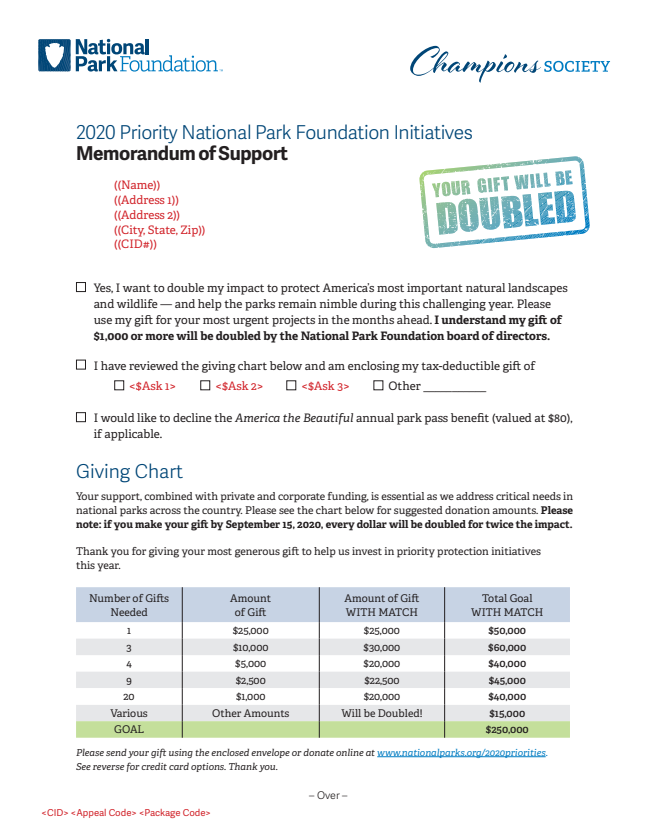 National
Park Foundation™
Champions SOCIETY
2020 Priority National Park Foundation Initiatives
Memorandum of Support
((Name))
((Address 1))
((Address 2))
((City, State, Zip))
((CID#))
YOUR GIFT WILL BE
DOUBLED
Yes, I want to double my impact to protect America’s most important natural landscapes
and wildlife — and help the parks remain nimble during this challenging year. Please
use my gift for your most urgent projects in the months ahead. I understand my gift of
$1,000 or more will be doubled by the National Park Foundation board of directors.
I have reviewed the giving chart below and am enclosing my tax-deductible gift of
<$Ask 1> <$Ask 2> <$Ask 3> Other __________
I would like to decline the America the Beautiful annual park pass benefit (valued at $80),
if applicable.
Giving Chart
Your support, combined with private and corporate funding, is essential as we address critical needs in
national parks across the country. Please see the chart below for suggested donation amounts. Please
note: if you make your gift by September 15, 2020, every dollar will be doubled for twice the impact.
Thank you for giving your most generous gift to help us invest in priority protection initiatives
this year.
Number of Gifts Amount Amount of Gift Total Goal
Needed of Gift WITH MATCH WITH MATCH
1 $25,000 $25,000 $50,000
3 $10,000 $30,000 $60,000
4 $5,000 $20,000 $40,000
9 $2,500 $22,500 $45,000
20 $1,000 $20,000 $40,000
Various Other Amounts Will be Doubled! $15,000
GOAL $250,000
Please send your gift using the enclosed envelope or donate online at www.nationalparks.org/2020priorities.
See reverse for credit card options. Thank you.
– Over –
<CID> <Appeal Code> <Package Code>